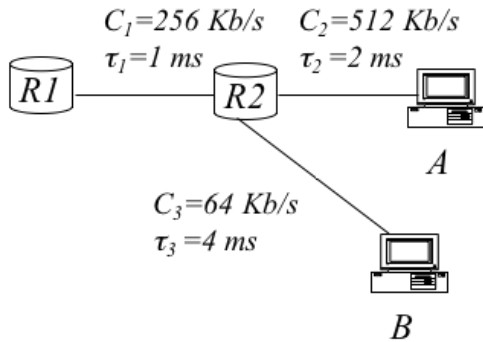 C₁=256 Kb/s
τ₁=1 ms
C₂=512 Kb/s
τ₂=2 ms
R1
R2
A
C₃=64 Kb/s
τ₃=4 ms
B